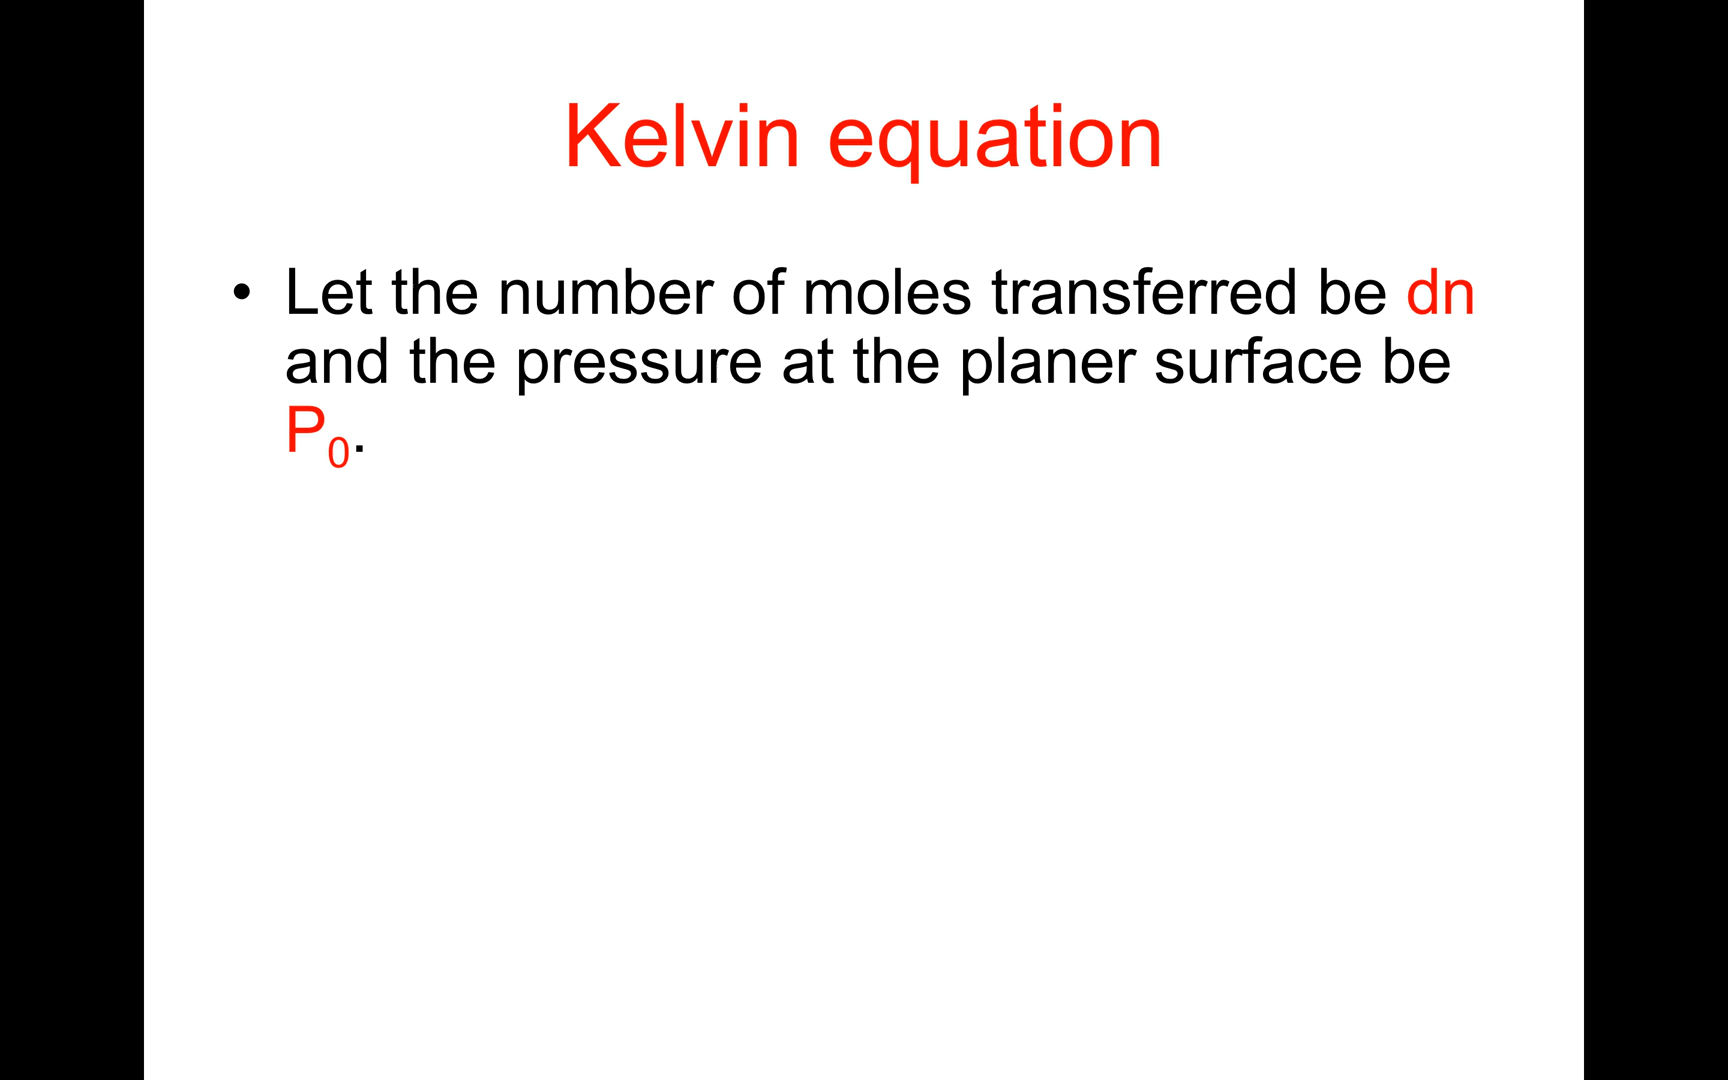 Kelvin equation
• Let the number of moles transferred be dn
and the pressure at the planer surface be
P₀.